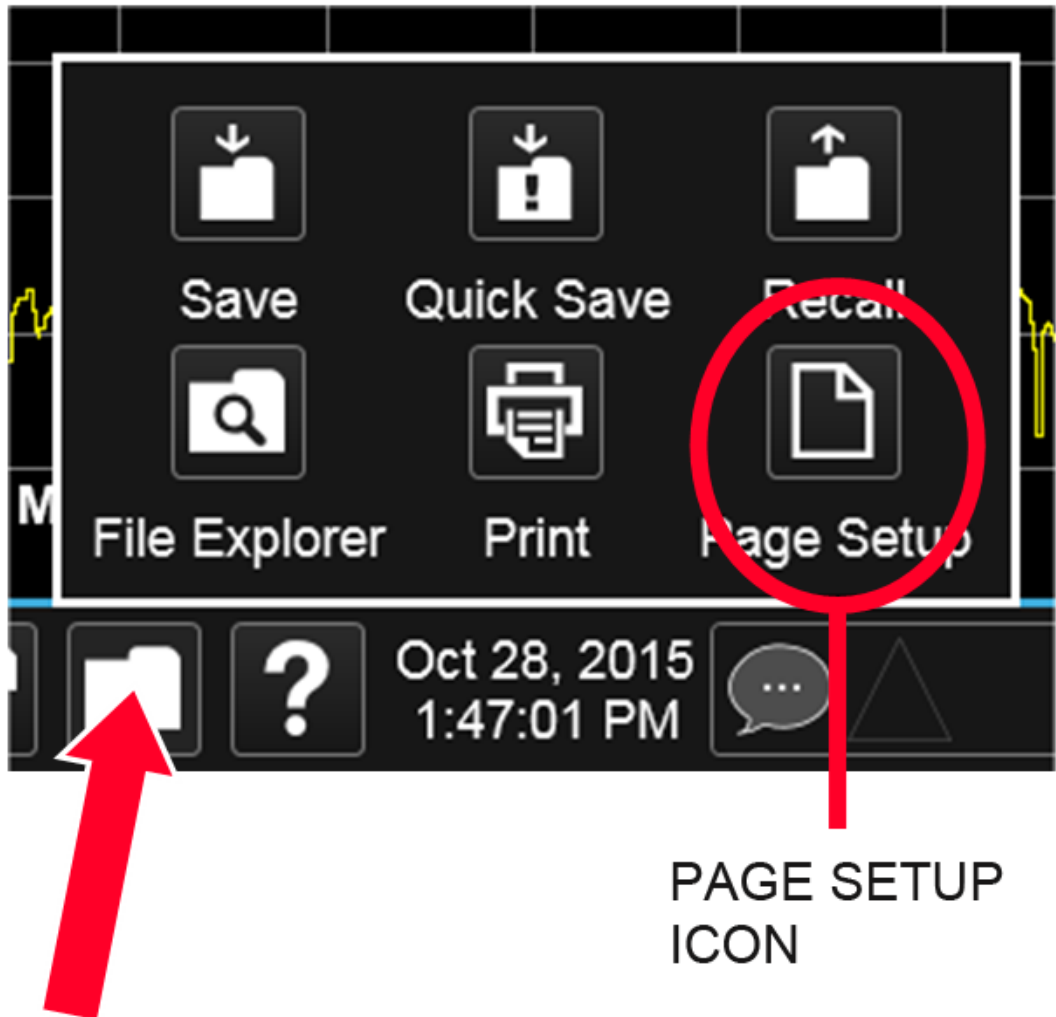 Save Quick Save Recall
File Explorer Print Page Setup
M
? Oct 28, 2015
1:47:01 PM
PAGE SETUP
ICON